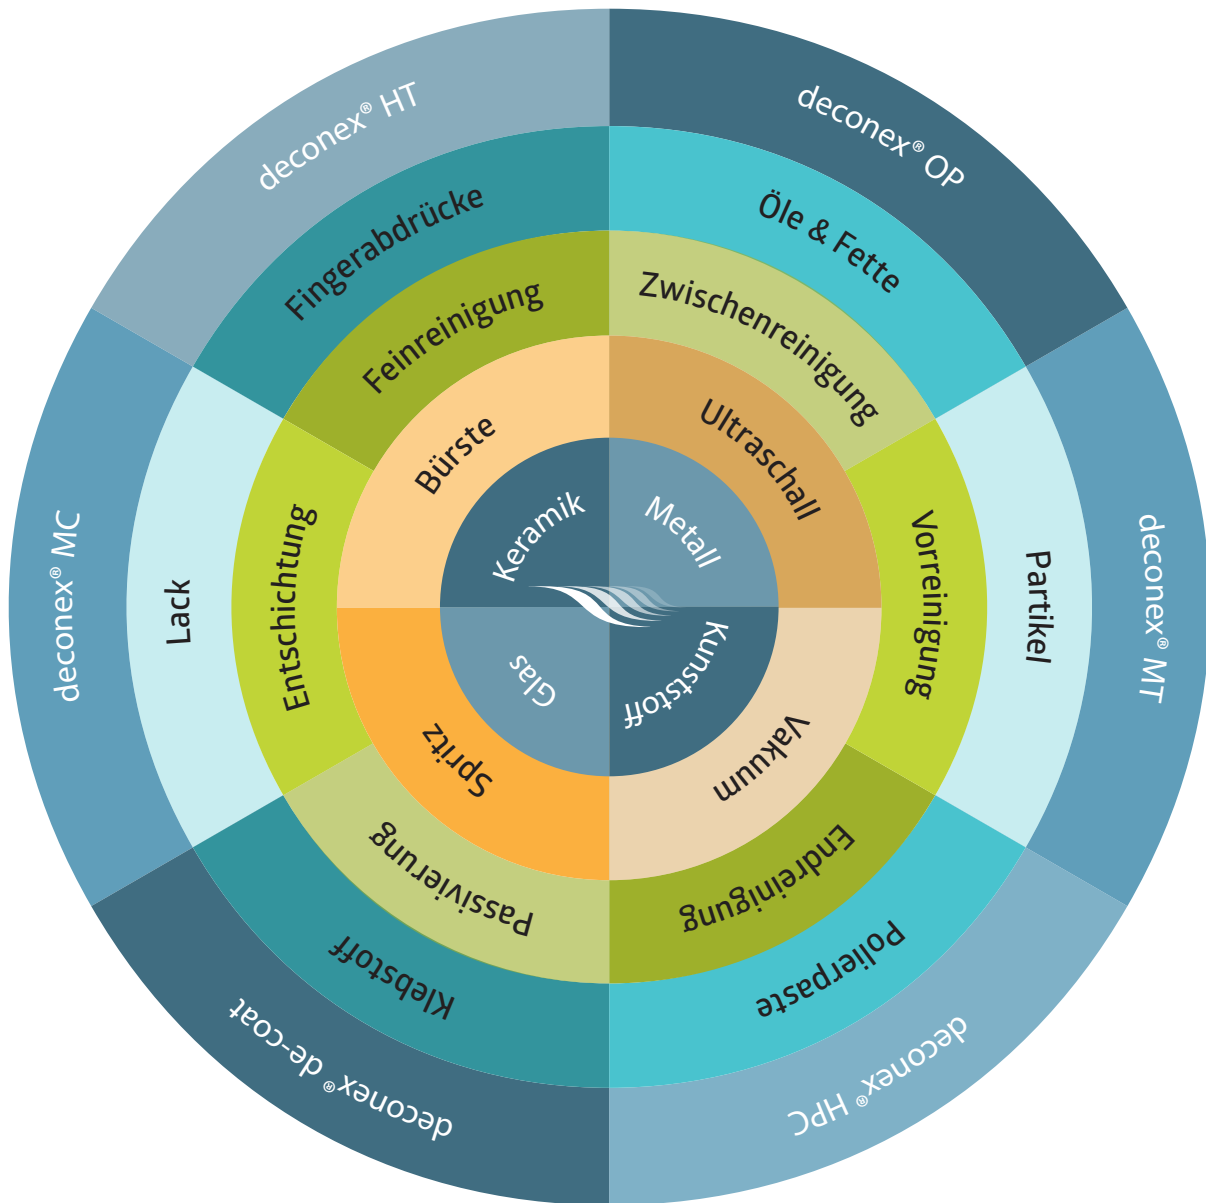 deconex® HT
deconex® OP
deconex® MT
deconex® HPC
deconex® de-coat
deconex® MC
Fingerabdrücke
Öle & Fette
Partikel
Polierpaste
Klebstoff
Lack
Feinreinigung
Zwischenreinigung
Vorreinigung
Endreinigung
Passivierung
Entschichtung
Bürste
Ultraschall
Vakuum
Spritz
Keramik
Metall
Kunststoff
Glas